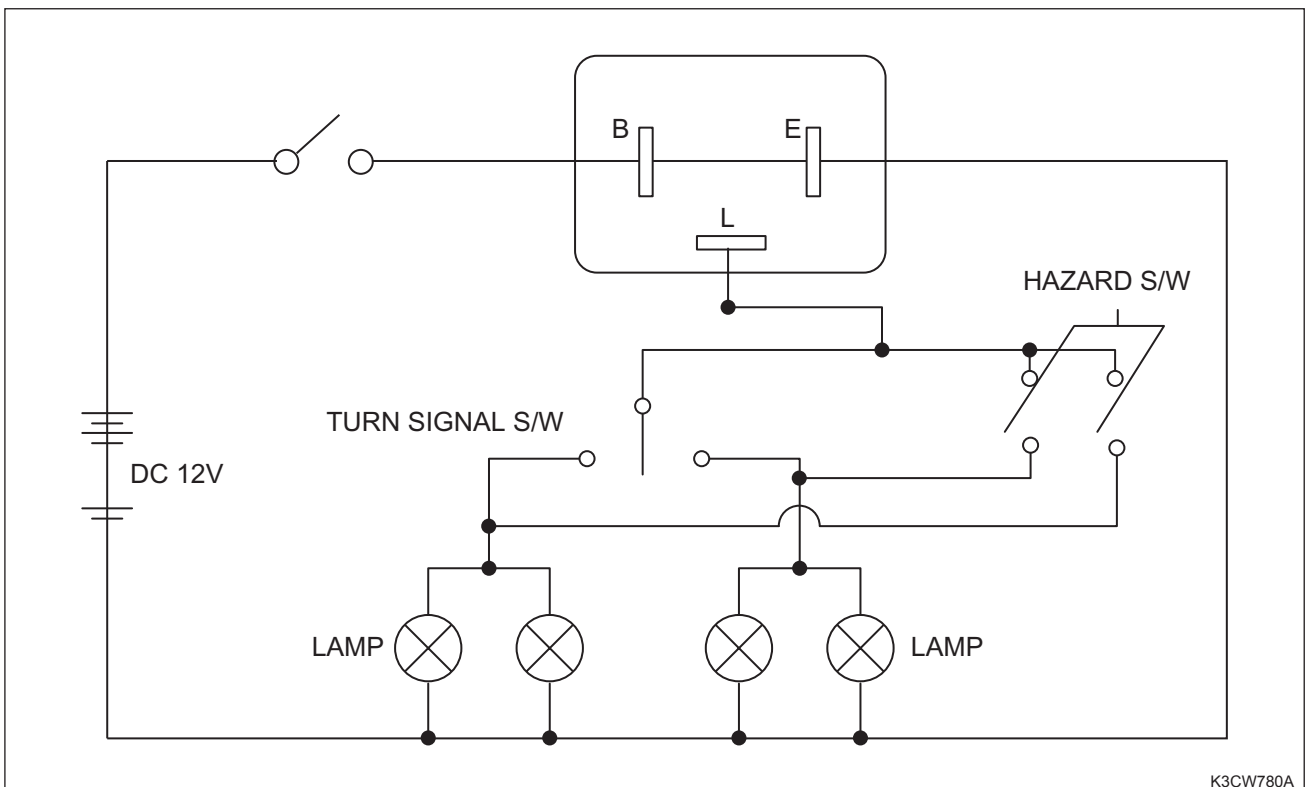 B
E
L
HAZARD S/W
TURN SIGNAL S/W
DC 12V
LAMP
LAMP
K3CW780A